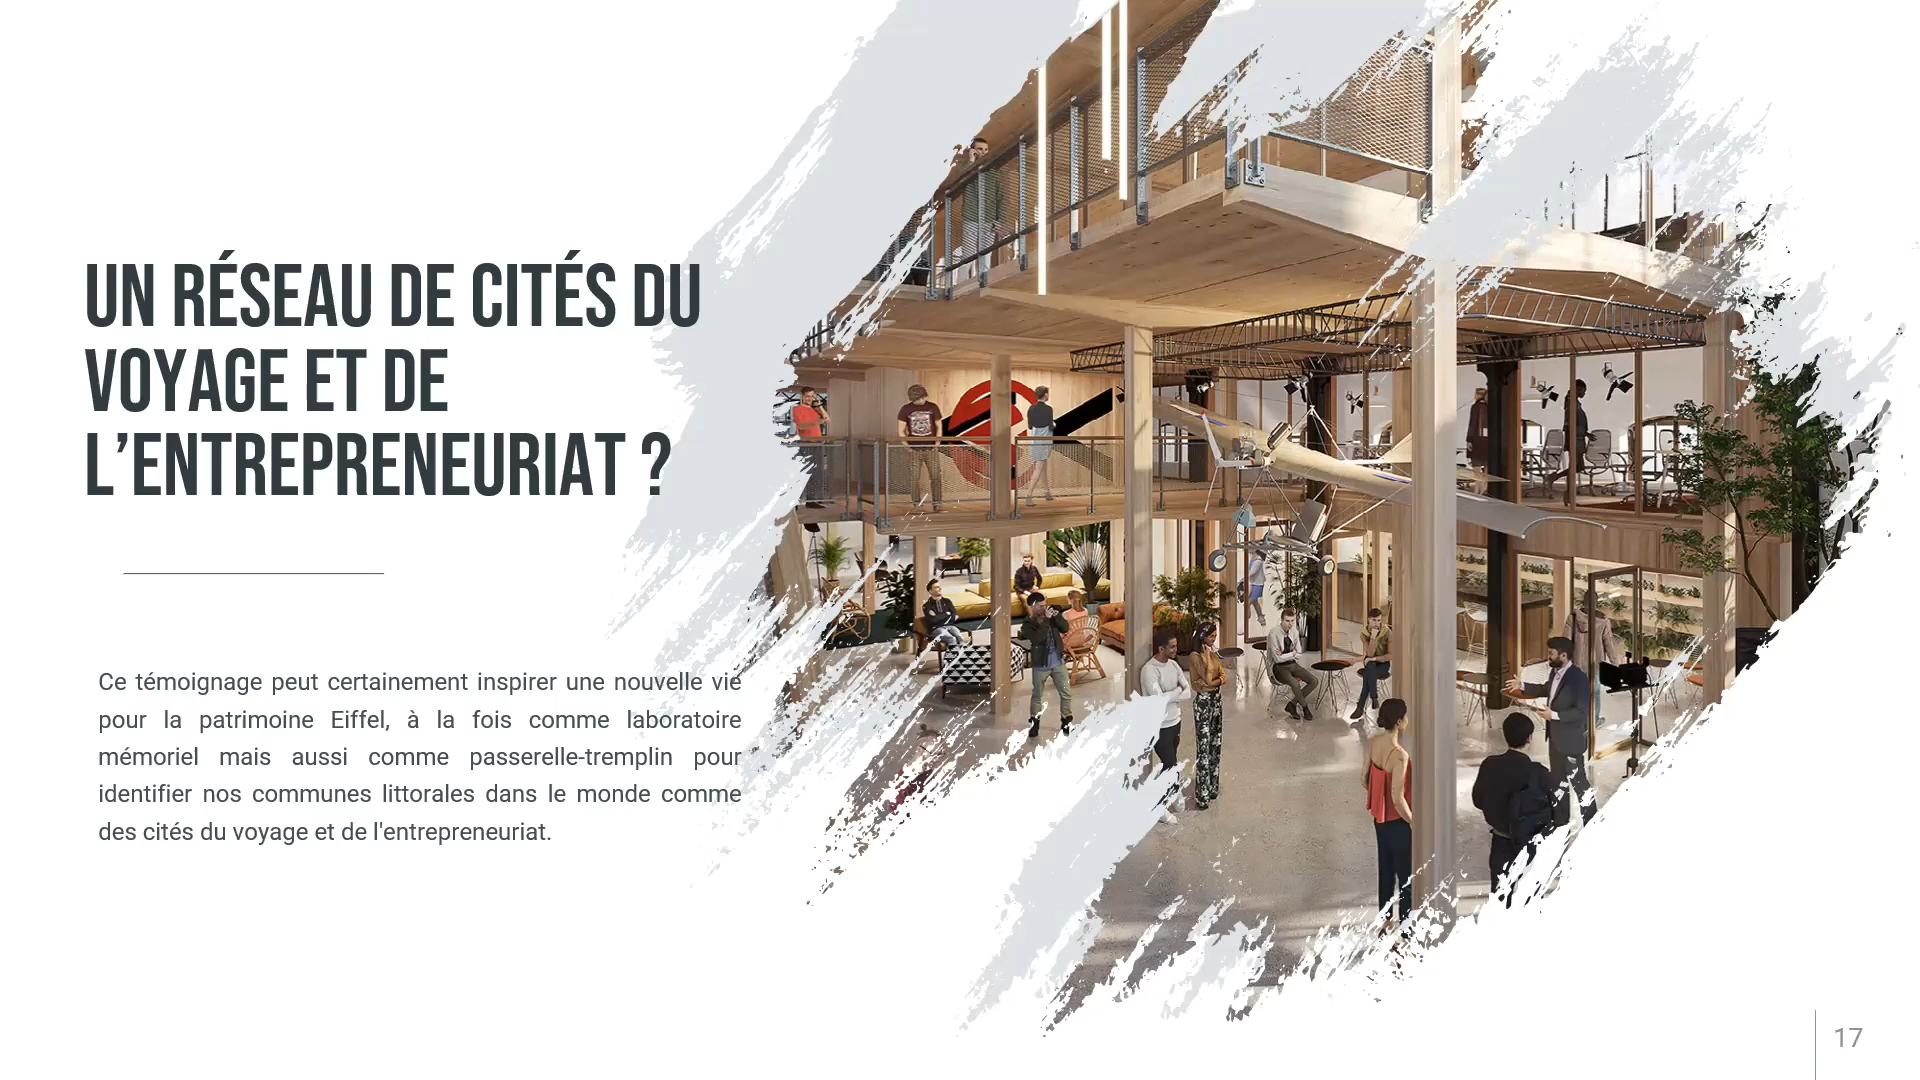 UN RÉSEAU DE CITÉS DU
VOYAGE ET DE
L’ENTREPRENEURIAT ?
Ce témoignage peut certainement inspirer une nouvelle vie
pour la patrimoine Eiffel, à la fois comme laboratoire
mémoriel mais aussi comme passerelle-tremplin pour
identifier nos communes littorales dans le monde comme
des cités du voyage et de l'entrepreneuriat.
17